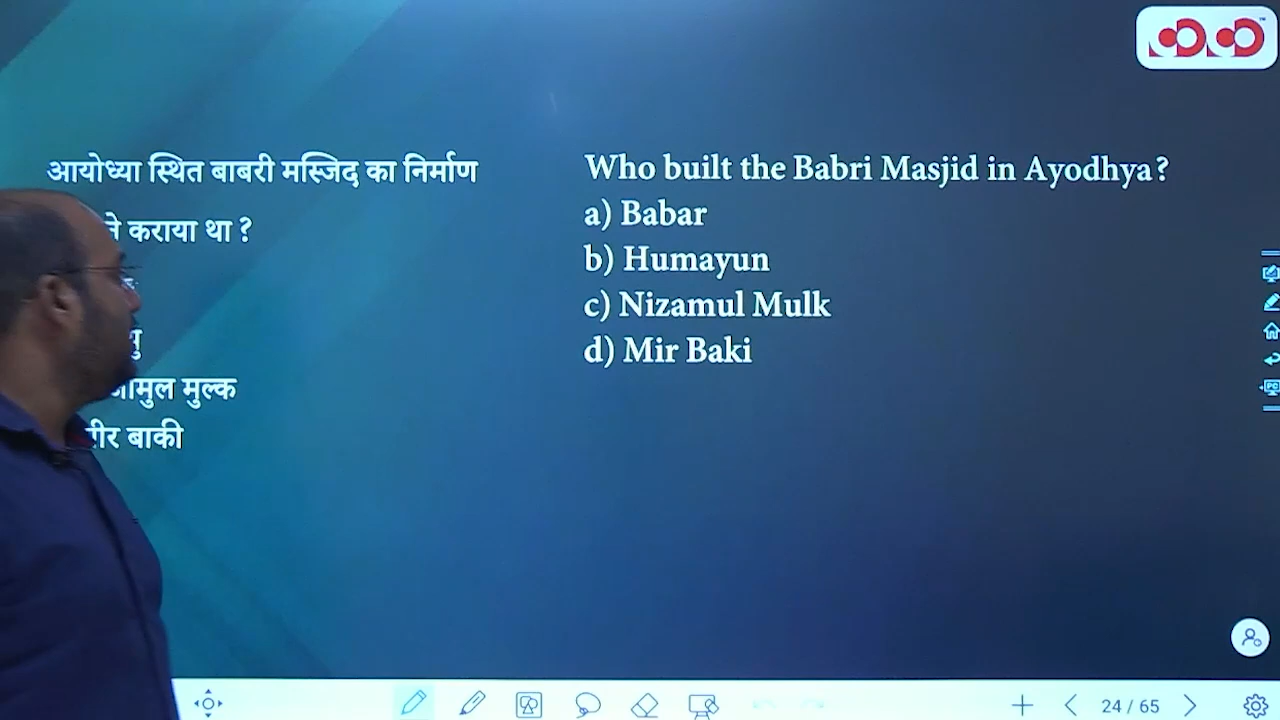 आयोध्या स्थित बाबरी मस्जिद का निर्माण
कराया था ?
मुल्क
बाकी
Who built the Babri Masjid in Ayodhya?
a) Babar
b) Humayun
c) Nizamul Mulk
d) Mir Baki
24 / 65